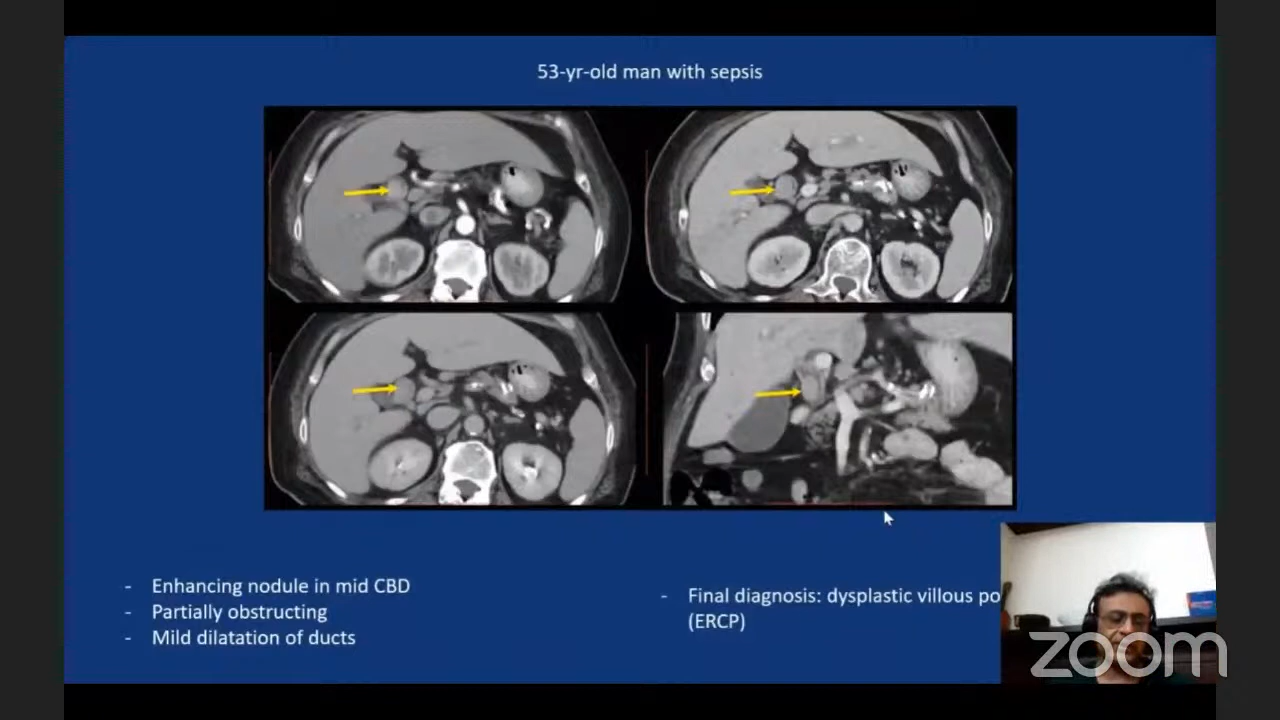 53-yr-old man with sepsis
- Enhancing nodule in mid CBD
- Partially obstructing
- Mild dilatation of ducts
- Final diagnosis: dysplastic villous
(ERCP)
zoom